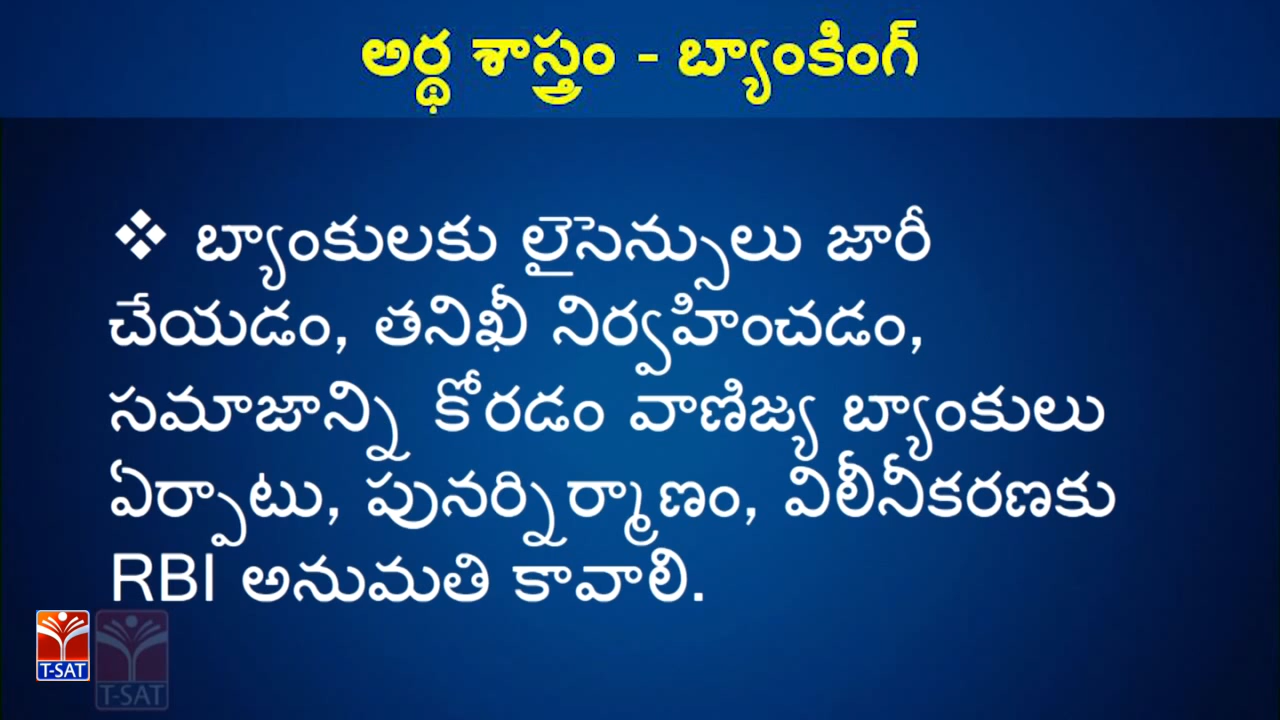 అర్థ శాస్త్రం - బ్యాంకింగ్
❖ బ్యాంకులకు లైసెన్సులు జారీ
చేయడం, తనిఖీ నిర్వహించడం,
సమాజాన్ని కోరడం వాణిజ్య బ్యాంకులు
ఏర్పాటు, పునర్నిర్మాణం, విలీనీకరణకు
RBI అనుమతి కావాలి.
T-SAT
T-SAT